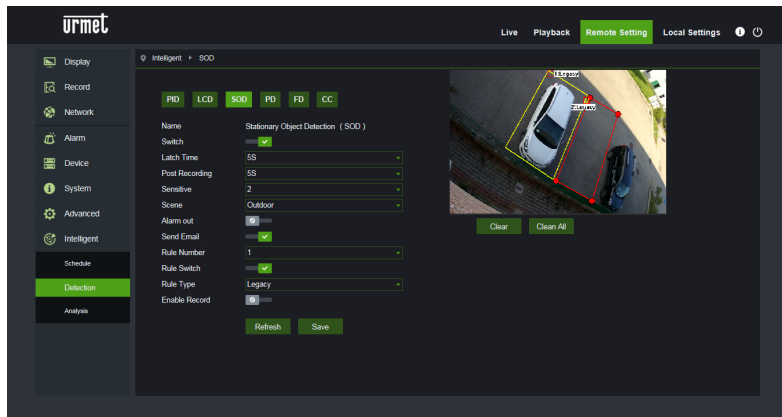 urmet
Live Playback Remote Setting Local Settings
Display
Record
Network
Alarm
Device
System
Advanced
Intelligent
Schedule
Detection
Analysis
Intelligent SOD
PID LCD SOD PD FD CC
Name Stationary Object Detection ( SOD )
Switch
Latch Time 5S
Post Recording 5S
Sensitive 2
Scene Outdoor
Alarm out
Send Email
Rule Number 1
Rule Switch
Rule Type Legacy
Enable Record
Refresh Save
1:Legacy
2:Legacy
Clear Clean All